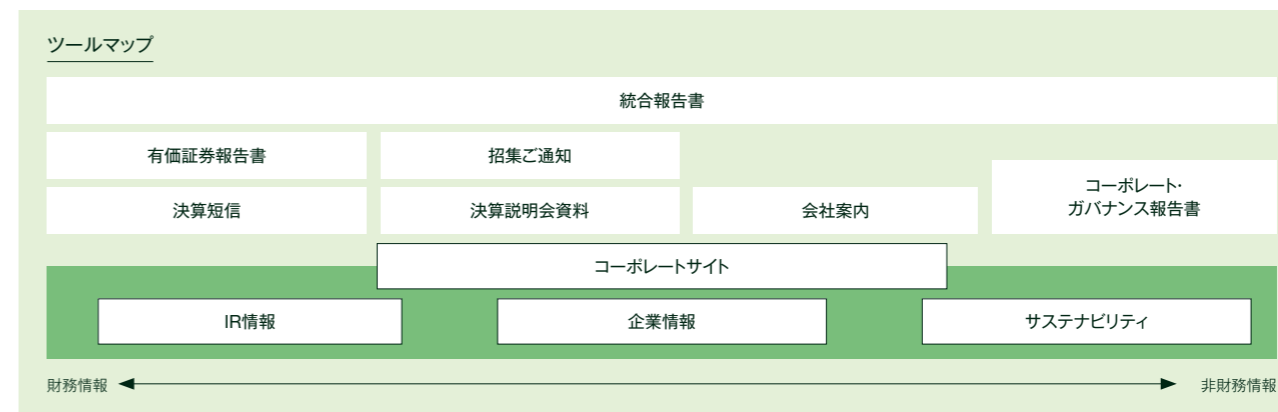 ツールマップ
統合報告書
有価証券報告書
招集ご通知
コーポレート・
ガバナンス報告書
決算短信
決算説明会資料
会社案内
コーポレートサイト
IR情報
企業情報
サステナビリティ
財務情報
非財務情報